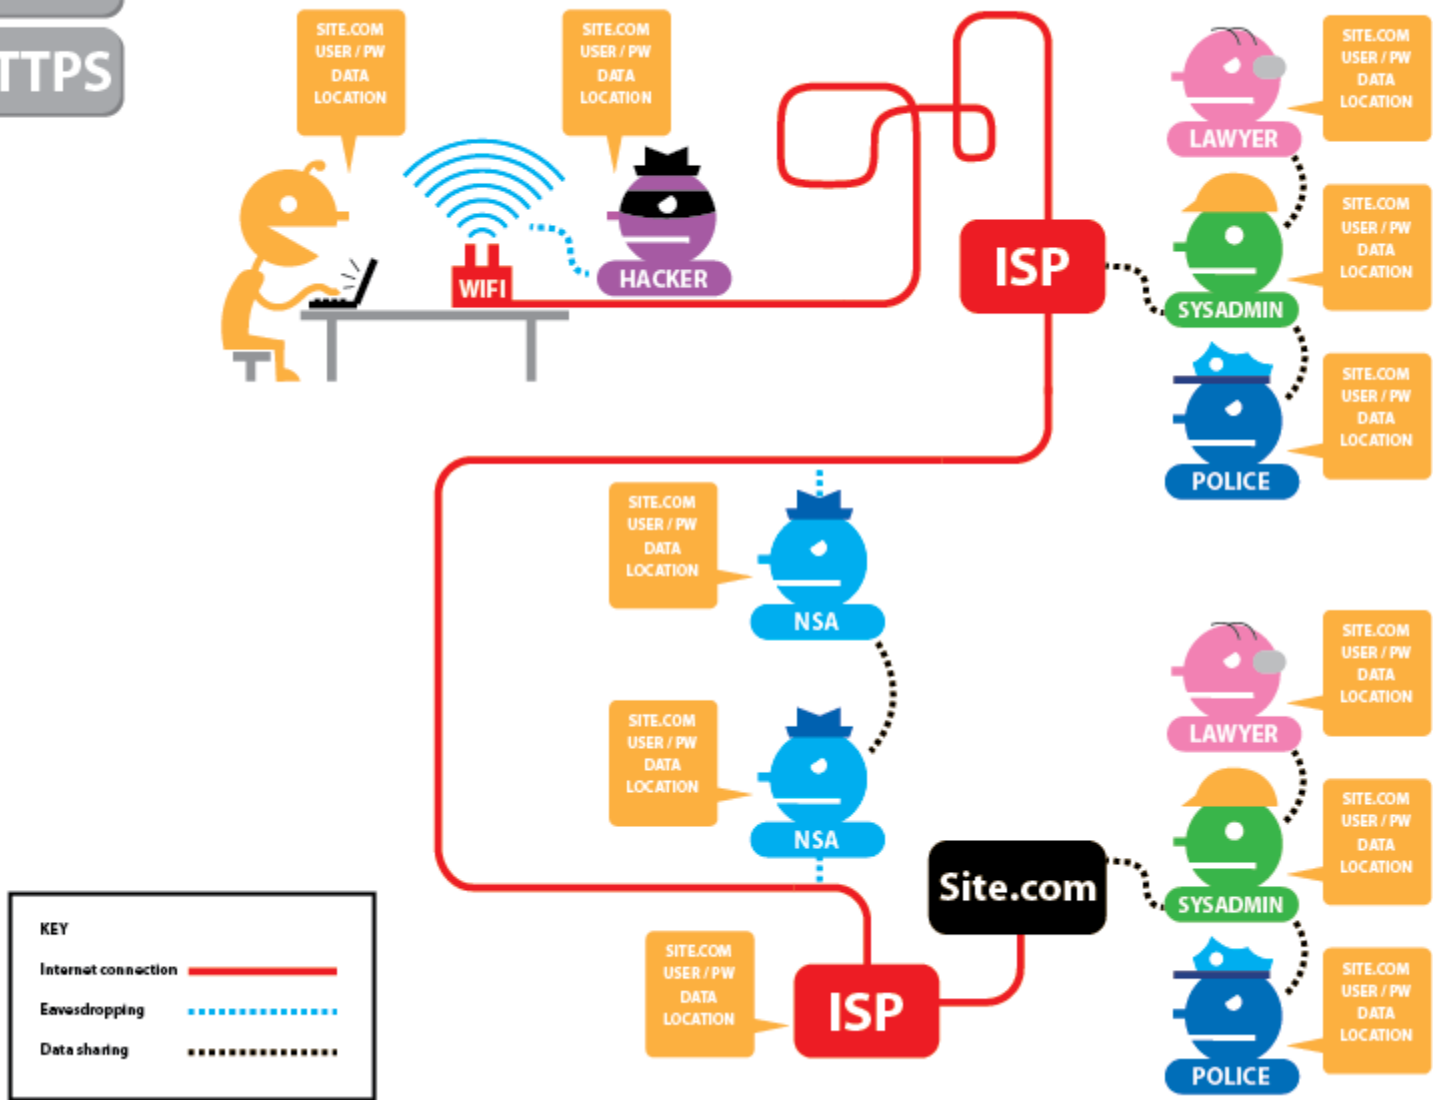 TTPS
SITE.COM
USER / PW
DATA
LOCATION
SITE.COM
USER / PW
DATA
LOCATION
WIFI
HACKER
ISP
LAWYER
SITE.COM
USER / PW
DATA
LOCATION
SYSADMIN
SITE.COM
USER / PW
DATA
LOCATION
POLICE
SITE.COM
USER / PW
DATA
LOCATION
SITE.COM
USER / PW
DATA
LOCATION
NSA
SITE.COM
USER / PW
DATA
LOCATION
NSA
LAWYER
SITE.COM
USER / PW
DATA
LOCATION
Site.com
SYSADMIN
SITE.COM
USER / PW
DATA
LOCATION
SITE.COM
USER / PW
DATA
LOCATION
ISP
POLICE
SITE.COM
USER / PW
DATA
LOCATION
KEY
Internet connection
Eavesdropping
Data sharing